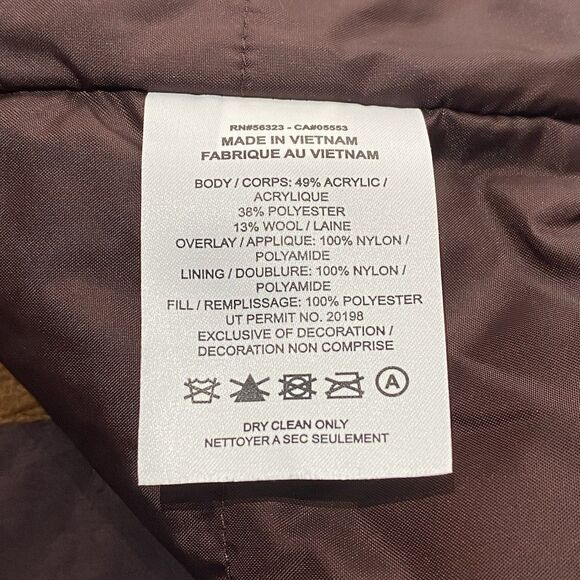 RN#56323 - CA#05553
MADE IN VIETNAM
FABRIQUE AU VIETNAM
BODY / CORPS: 49% ACRYLIC /
ACRYLIQUE
38% POLYESTER
13% WOOL / LAINE
OVERLAY / APPLIQUE: 100% NYLON /
POLYAMIDE
LINING / DOUBLURE: 100% NYLON /
POLYAMIDE
FILL / REMPLISSAGE: 100% POLYESTER
UT PERMIT NO. 20198
EXCLUSIVE OF DECORATION /
DECORATION NON COMPRISE
A
DRY CLEAN ONLY
NETTOYER A SEC SEULEMENT